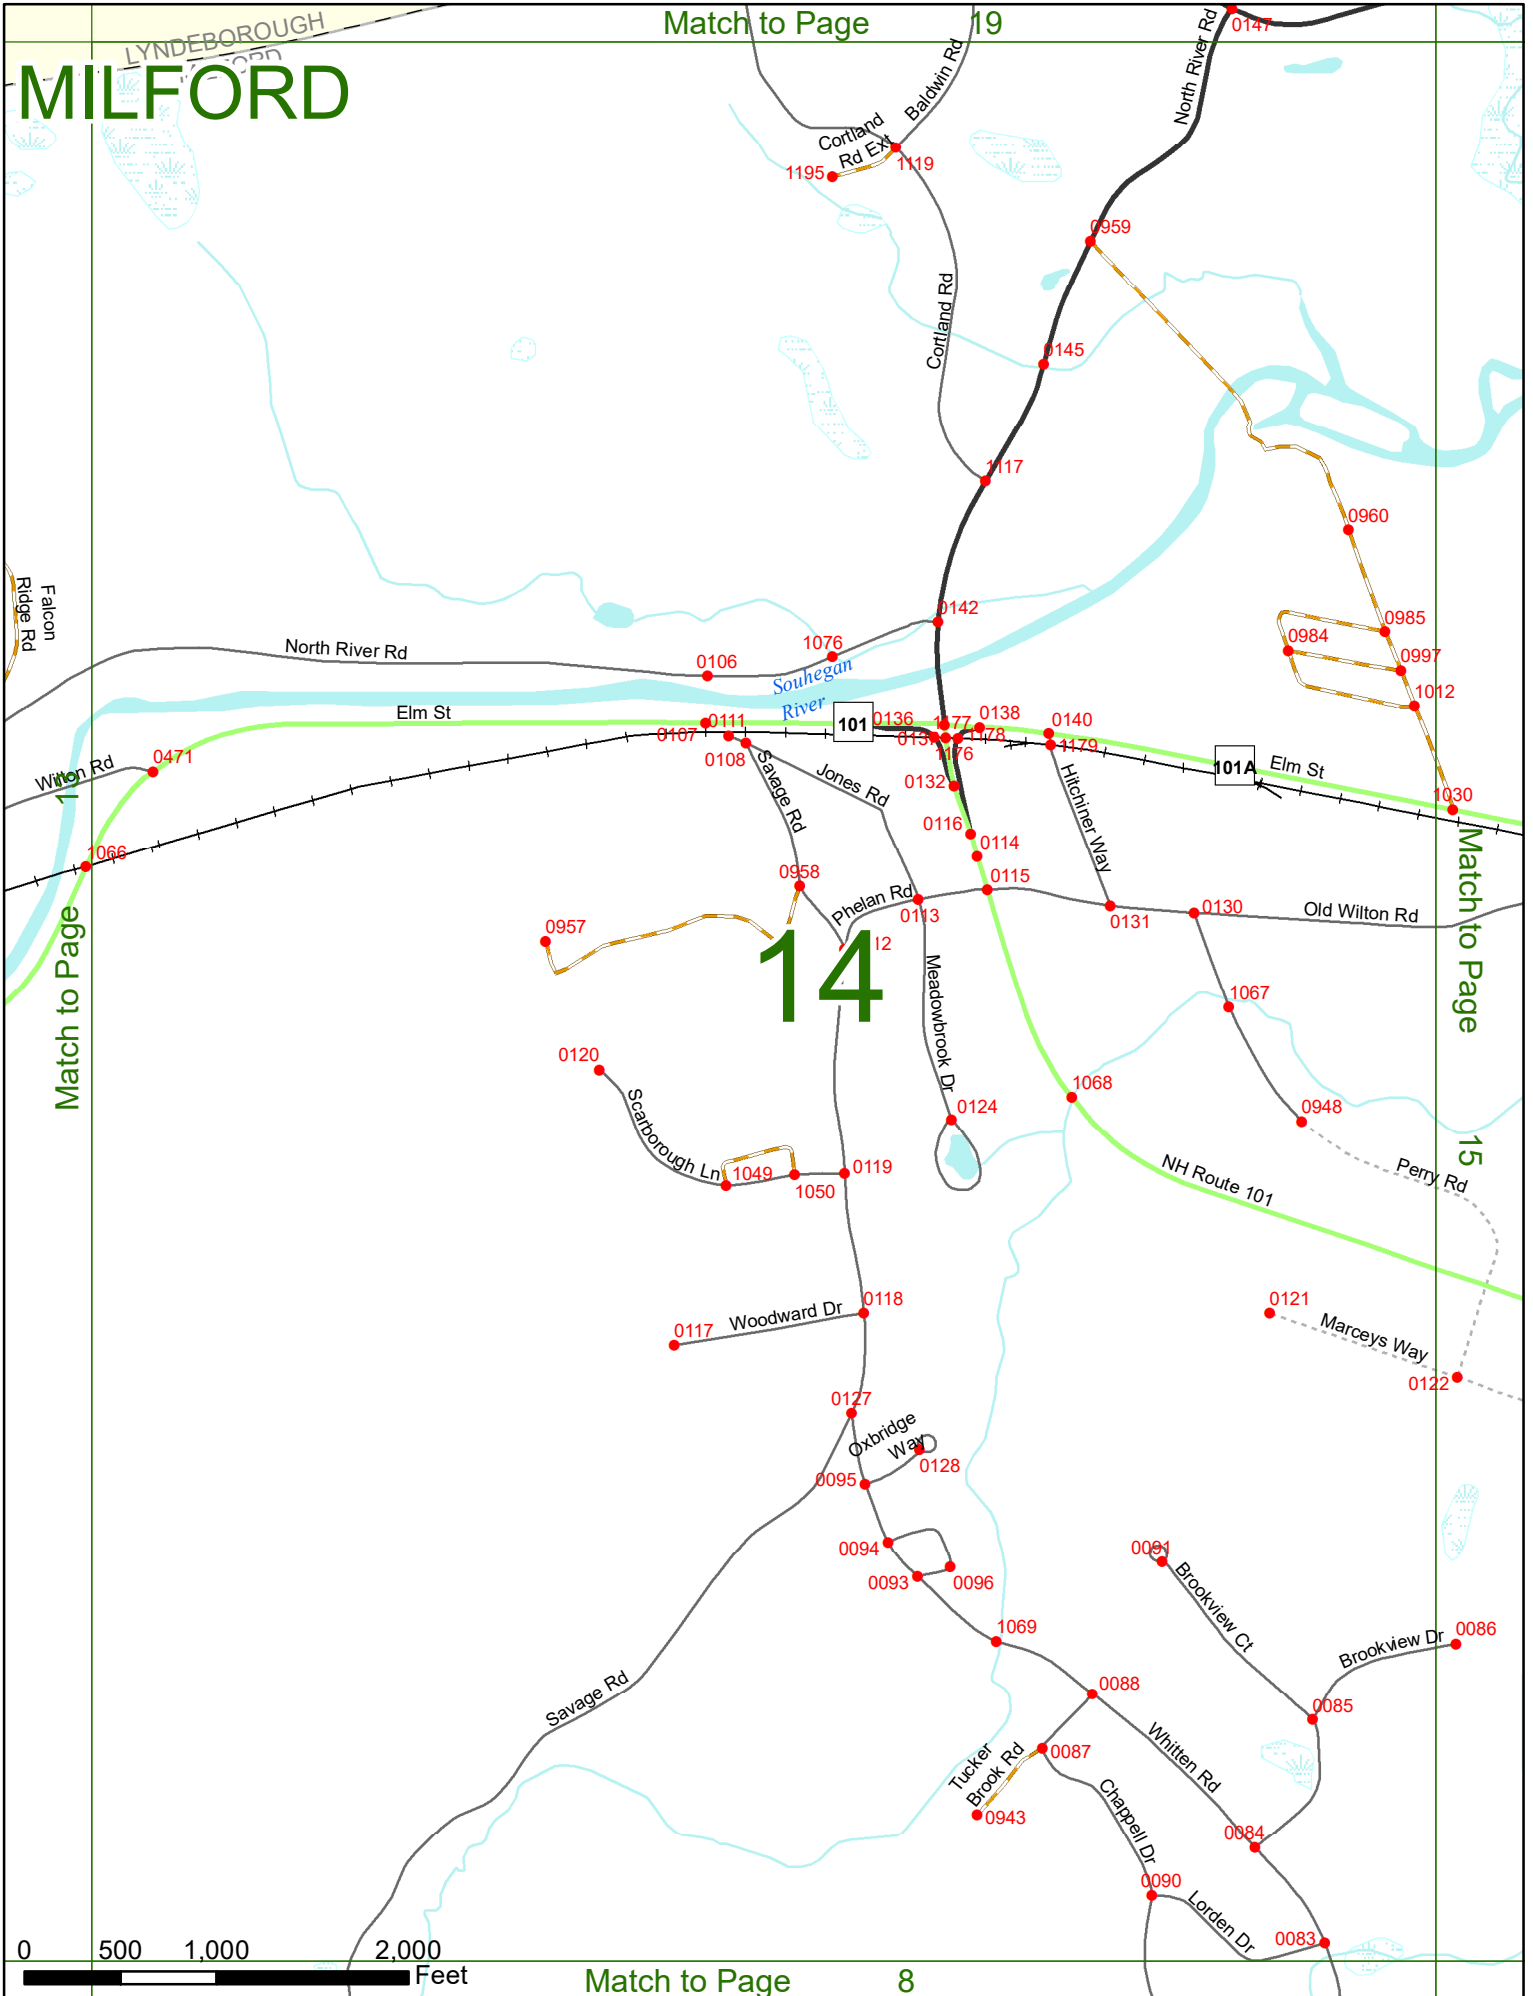 Match to Page 19
LYNDEBOROUGH
MILFORD
MILFORD
0147
North River Rd
Baldwin Rd
Cortland
Rd Ext
1195
1119
0959
Cortland Rd
0145
1117
0960
Falcon
Ridge Rd
0142
0985
North River Rd
1076
0984
0106
0997
Souhegan
River
1012
Elm St
0111
0107
101
0136
1177
0138
0140
0137
1178
1176
1179
0108
0471
Wilton Rd
Savage Rd
Jones Rd
0132
Hitchiner Way
101A
Elm St
1030
0116
0114
1066
0958
0115
Phelan Rd
0113
0131
0130
Old Wilton Rd
0957
14
12
Meadowbrook Dr
Match to Page
Match to Page
15
1067
0120
Scarborough Ln
1068
0124
0948
1049
1050
0119
NH Route 101
Perry Rd
0118
0121
Woodward Dr
0117
Marceys Way
0122
0127
Oxbridge
Way
0128
0095
0094
0093
0096
0091
Brookview Ct
1069
Brookview Dr
0086
0088
0085
Savage Rd
Tucker
Brook Rd
0087
Whitten Rd
0943
Chappell Dr
0084
0090
Lorden Dr
0083
0 500 1,000 2,000
Feet
Match to Page 8